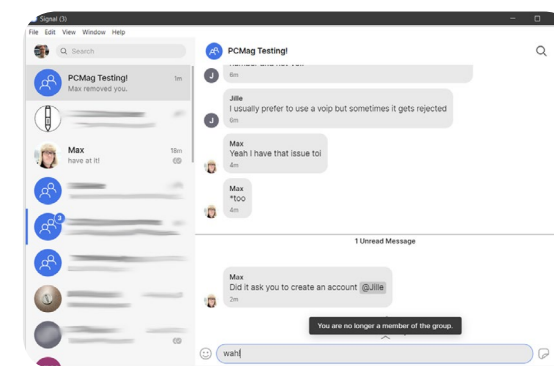 Signal (3)
File Edit View Window Help
Search
PCMag Testing!
1m
Max removed you.
Max
18m
have at it!
3
PCMag Testing!
J
6m
Jille
I usually prefer to use a voip but sometimes it gets rejected
J
6m
Max
Yeah I have that issue toi
4m
Max
*too
4m
1 Unread Message
Max
Did it ask you to create an account @Jille
2m
You are no longer a member of the group.
wah!